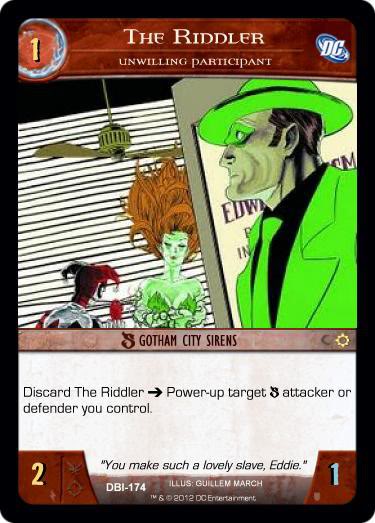 1
THE RIDDLER
UNWILLING PARTICIPANT
DC
EDW
GOTHAM CITY SIRENS
Discard The Riddler ➔ Power-up target attacker or
defender you control.
"You make such a lovely slave, Eddie."
2
DBI-174
ILLUS: GUILLEM MARCH
1
™ & © 2012 DC Entertainment